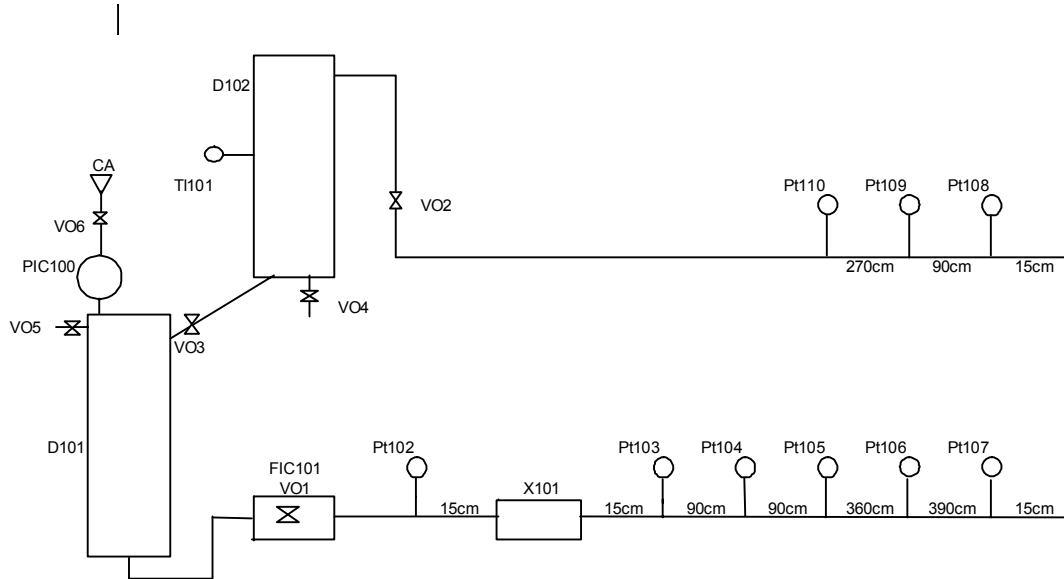 D102
CA
TI101
Pt110
Pt109
Pt108
VO2
VO6
PIC100
270cm
90cm
15cm
VO4
VO5
VO3
D101
Pt102
Pt103
Pt104
Pt105
Pt106
Pt107
FIC101
VO1
X101
15cm
15cm
90cm
90cm
360cm
390cm
15cm